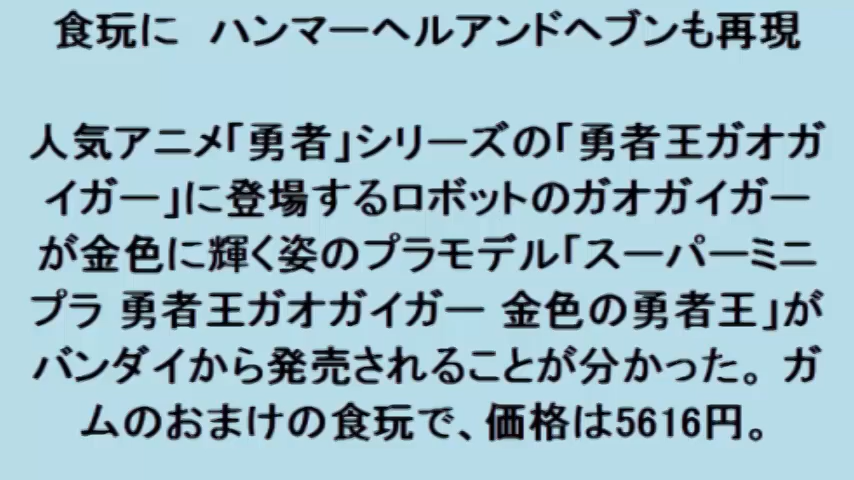 食玩に　ハンマーヘルアンドヘブンも再現
人気アニメ「勇者」シリーズの「勇者王ガオガ
イガー」に登場するロボットのガオガイガー
が金色に輝く姿のプラモデル「スーパーミニ
プラ 勇者王ガオガイガー 金色の勇者王」が
バンダイから発売されることが分かった。ガ
ムのおまけの食玩で、価格は5616円。